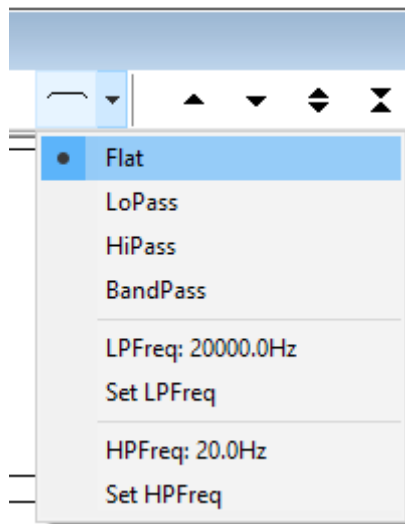 Flat
LoPass
HiPass
BandPass
LPFreq: 20000.0Hz
Set LPFreq
HPFreq: 20.0Hz
Set HPFreq